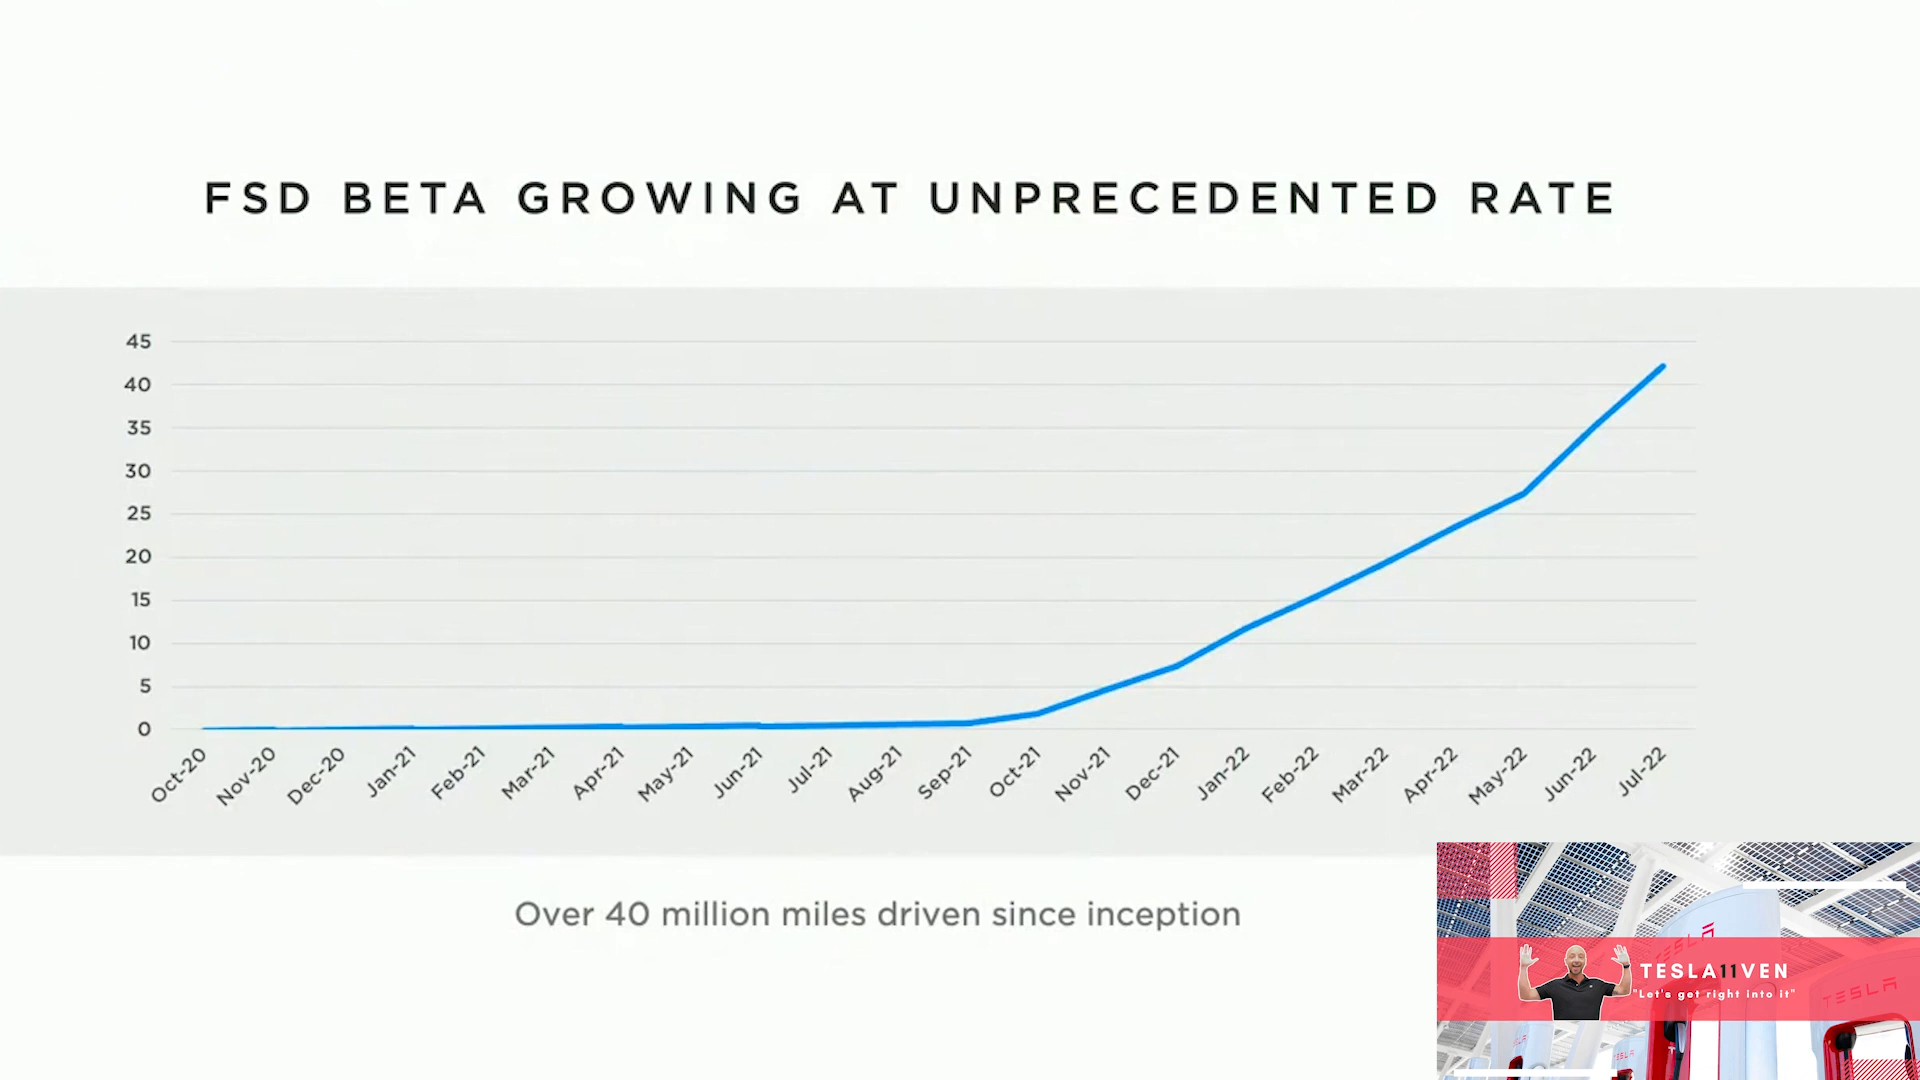 FSD BETA GROWING AT UNPRECEDENTED RATE
45
40
35
30
25
20
15
10
5
0
Oct-20 Nov-20 Dec-20 Jan-21 Feb-21 Mar-21 Apr-21 May-21 Jun-21 Jul-21 Aug-21 Sep-21 Oct-21 Nov-21 Dec-21 Jan-22 Feb-22 Mar-22 Apr-22 May-22 Jun-22 Jul-22
Over 40 million miles driven since inception
TESLA
TESLA11VEN
"Let's get right into it"
TESLA